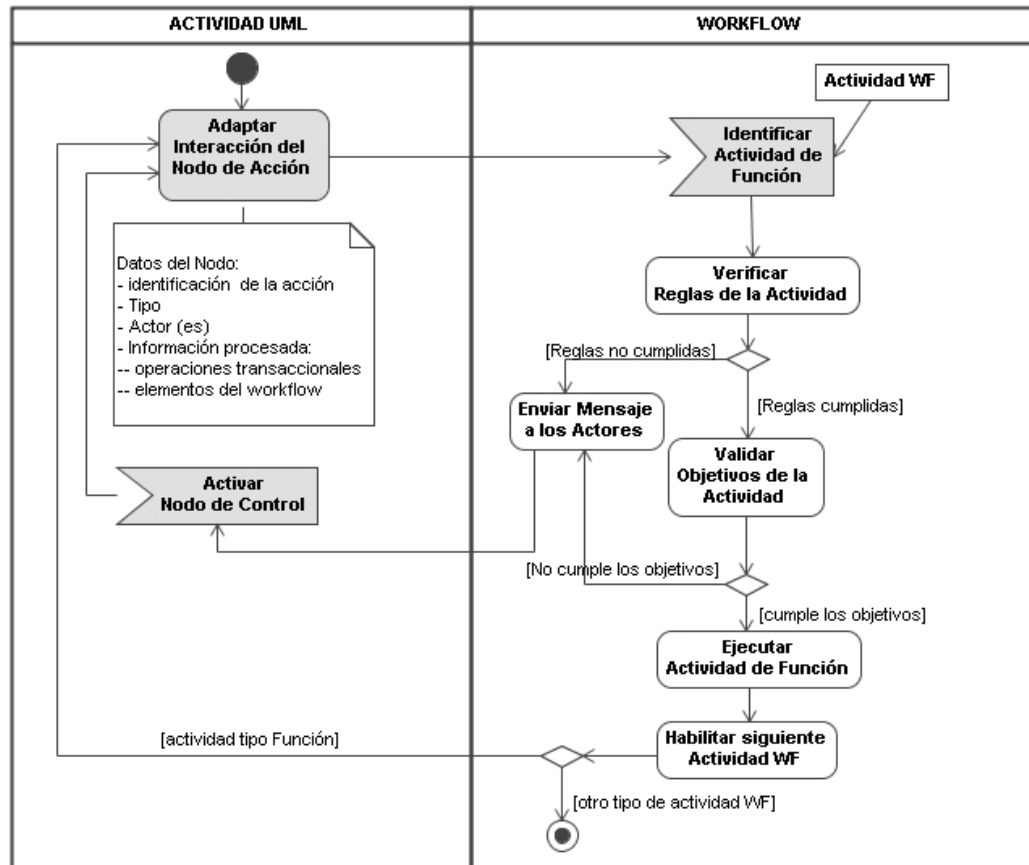 ACTIVIDAD UML
WORKFLOW
Actividad WF
Adaptar
Interacción del
Nodo de Acción
Identificar
Actividad de
Función
Datos del Nodo:
- identificación de la acción
- Tipo
- Actor (es)
- Información procesada:
-- operaciones transaccionales
-- elementos del workflow
Verificar
Reglas de la Actividad
[Reglas no cumplidas]
[Reglas cumplidas]
Enviar Mensaje
a los Actores
Validar
Objetivos de la
Actividad
Activar
Nodo de Control
[No cumple los objetivos]
[cumple los objetivos]
Ejecutar
Actividad de Función
Habilitar siguiente
Actividad WF
[actividad tipo Función]
[otro tipo de actividad WF]